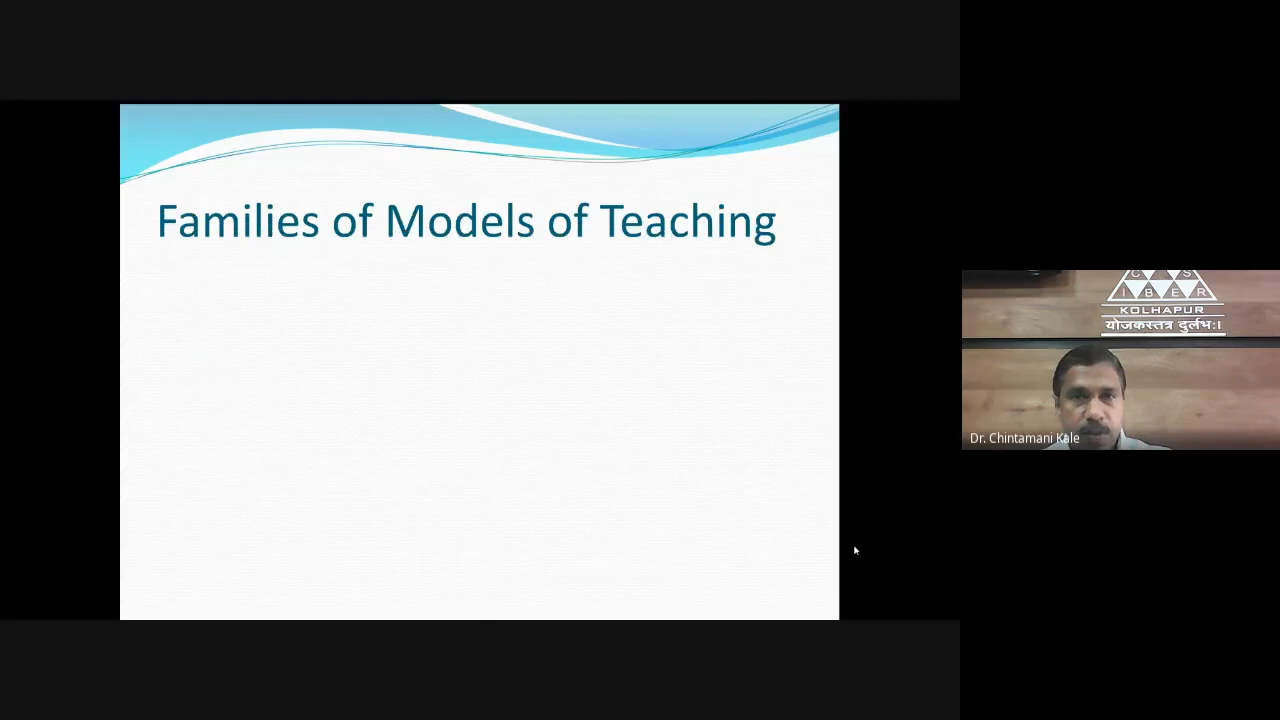 Families of Models of Teaching
C S
I B E R
KOLHAPUR
योजकस्तत्र दुर्लभ:।
Dr. Chintamani Kale